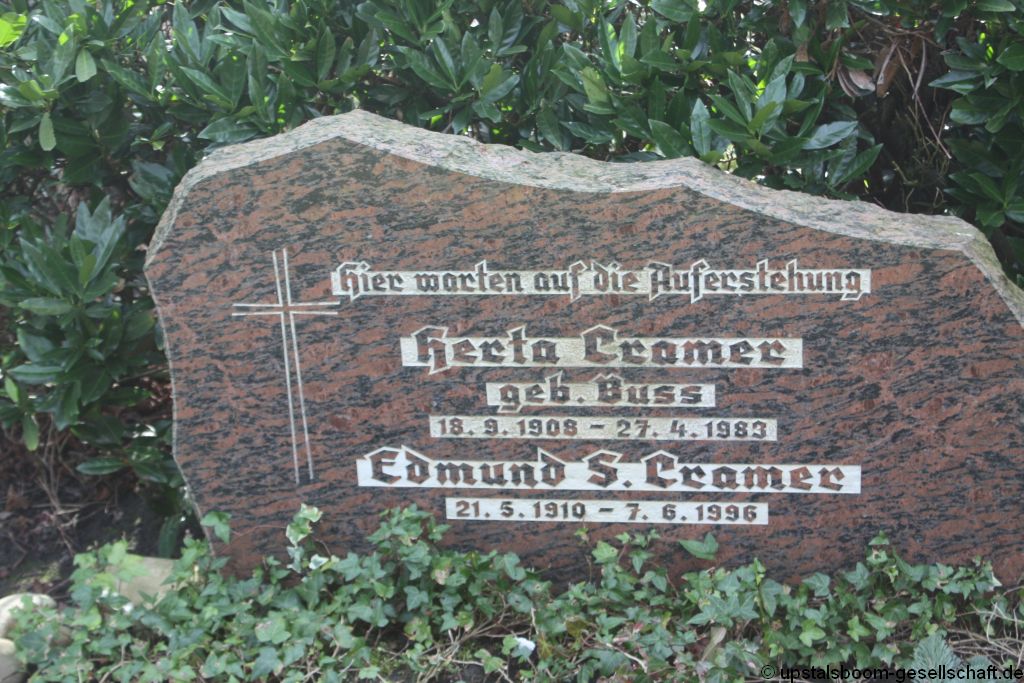 Hier warten auf die Auferstehung
Herta Cramer
geb. Buss
18. 9. 1908 - 27. 4. 1983
Edmund S. Cramer
21. 5. 1910 - 7. 6. 1996
© upstalsboom-gesellschaft.de